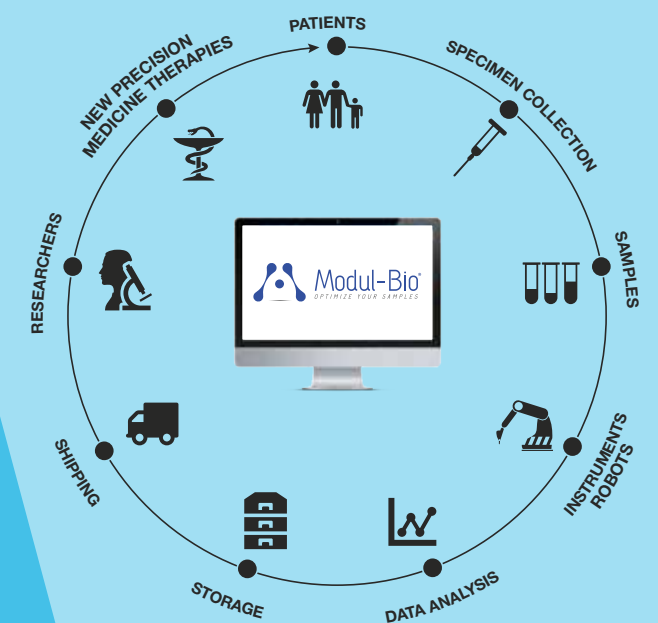 PATIENTS
SPECIMEN COLLECTION
SAMPLES
INSTRUMENTS
ROBOTS
DATA ANALYSIS
STORAGE
SHIPPING
RESEARCHERS
NEW PRECISION
MEDICINE THERAPIES
Modul-Bio®
OPTIMIZE YOUR SAMPLES